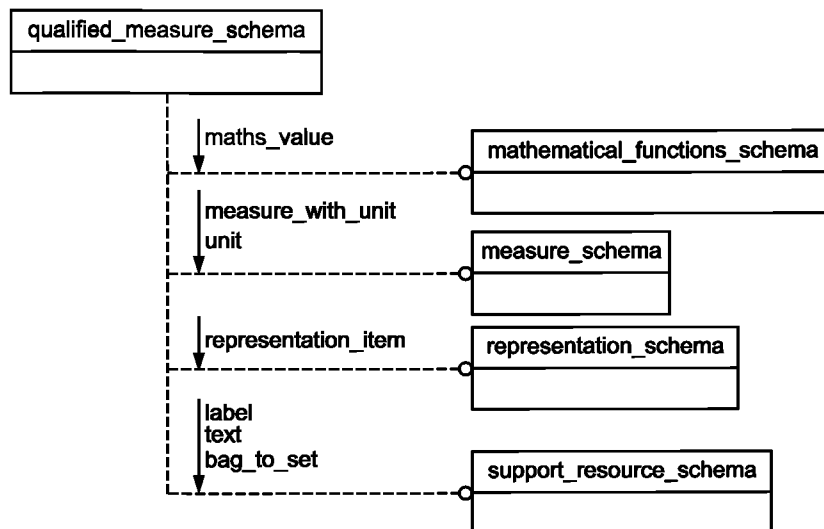 qualified_measure_schema
maths_value
mathematical_functions_schema
measure_with_unit
unit
measure_schema
representation_item
representation_schema
label
text
bag_to_set
support_resource_schema